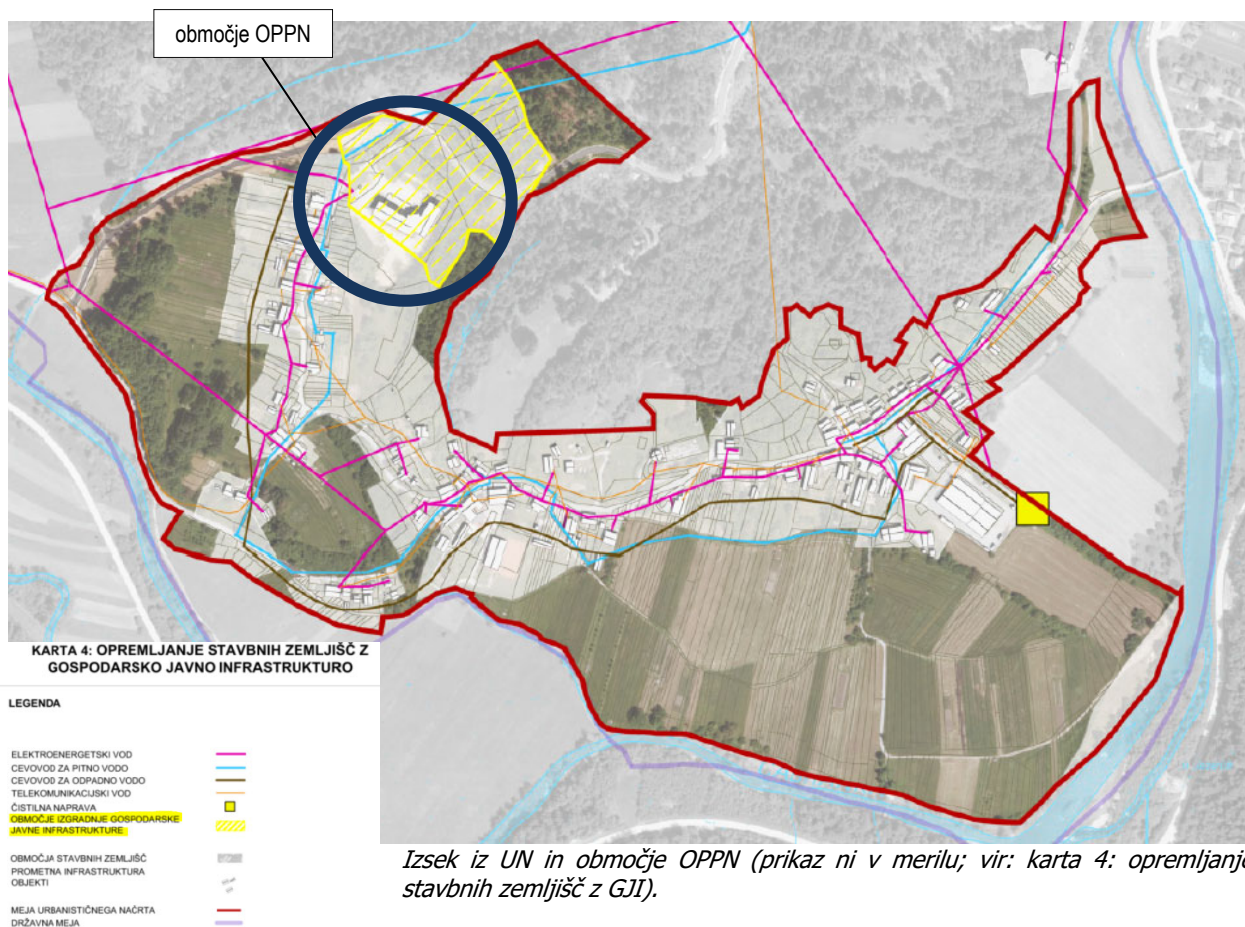 območje OPPN
KARTA 4: OPREMLJANJE STAVBNIH ZEMLJIŠČ Z
GOSPODARSKO JAVNO INFRASTRUKTURO
LEGENDA
ELEKTROENERGETSKI VOD
CEVOVOD ZA PITNO VODO
CEVOVOD ZA ODPADNO VODO
TELEKOMUNIKACIJSKI VOD
ČISTILNA NAPRAVA
OBMOČJE IZGRADNJE GOSPODARSKE
JAVNE INFRASTRUKTURE
OBMOČJA STAVBNIH ZEMLJIŠČ
PROMETNA INFRASTRUKTURA
OBJEKTI
MEJA URBANISTIČNEGA NAČRTA
DRŽAVNA MEJA
Izsek iz UN in območje OPPN (prikaz ni v merilu; vir: karta 4: opremljanje
stavbnih zemljišč z GJI).